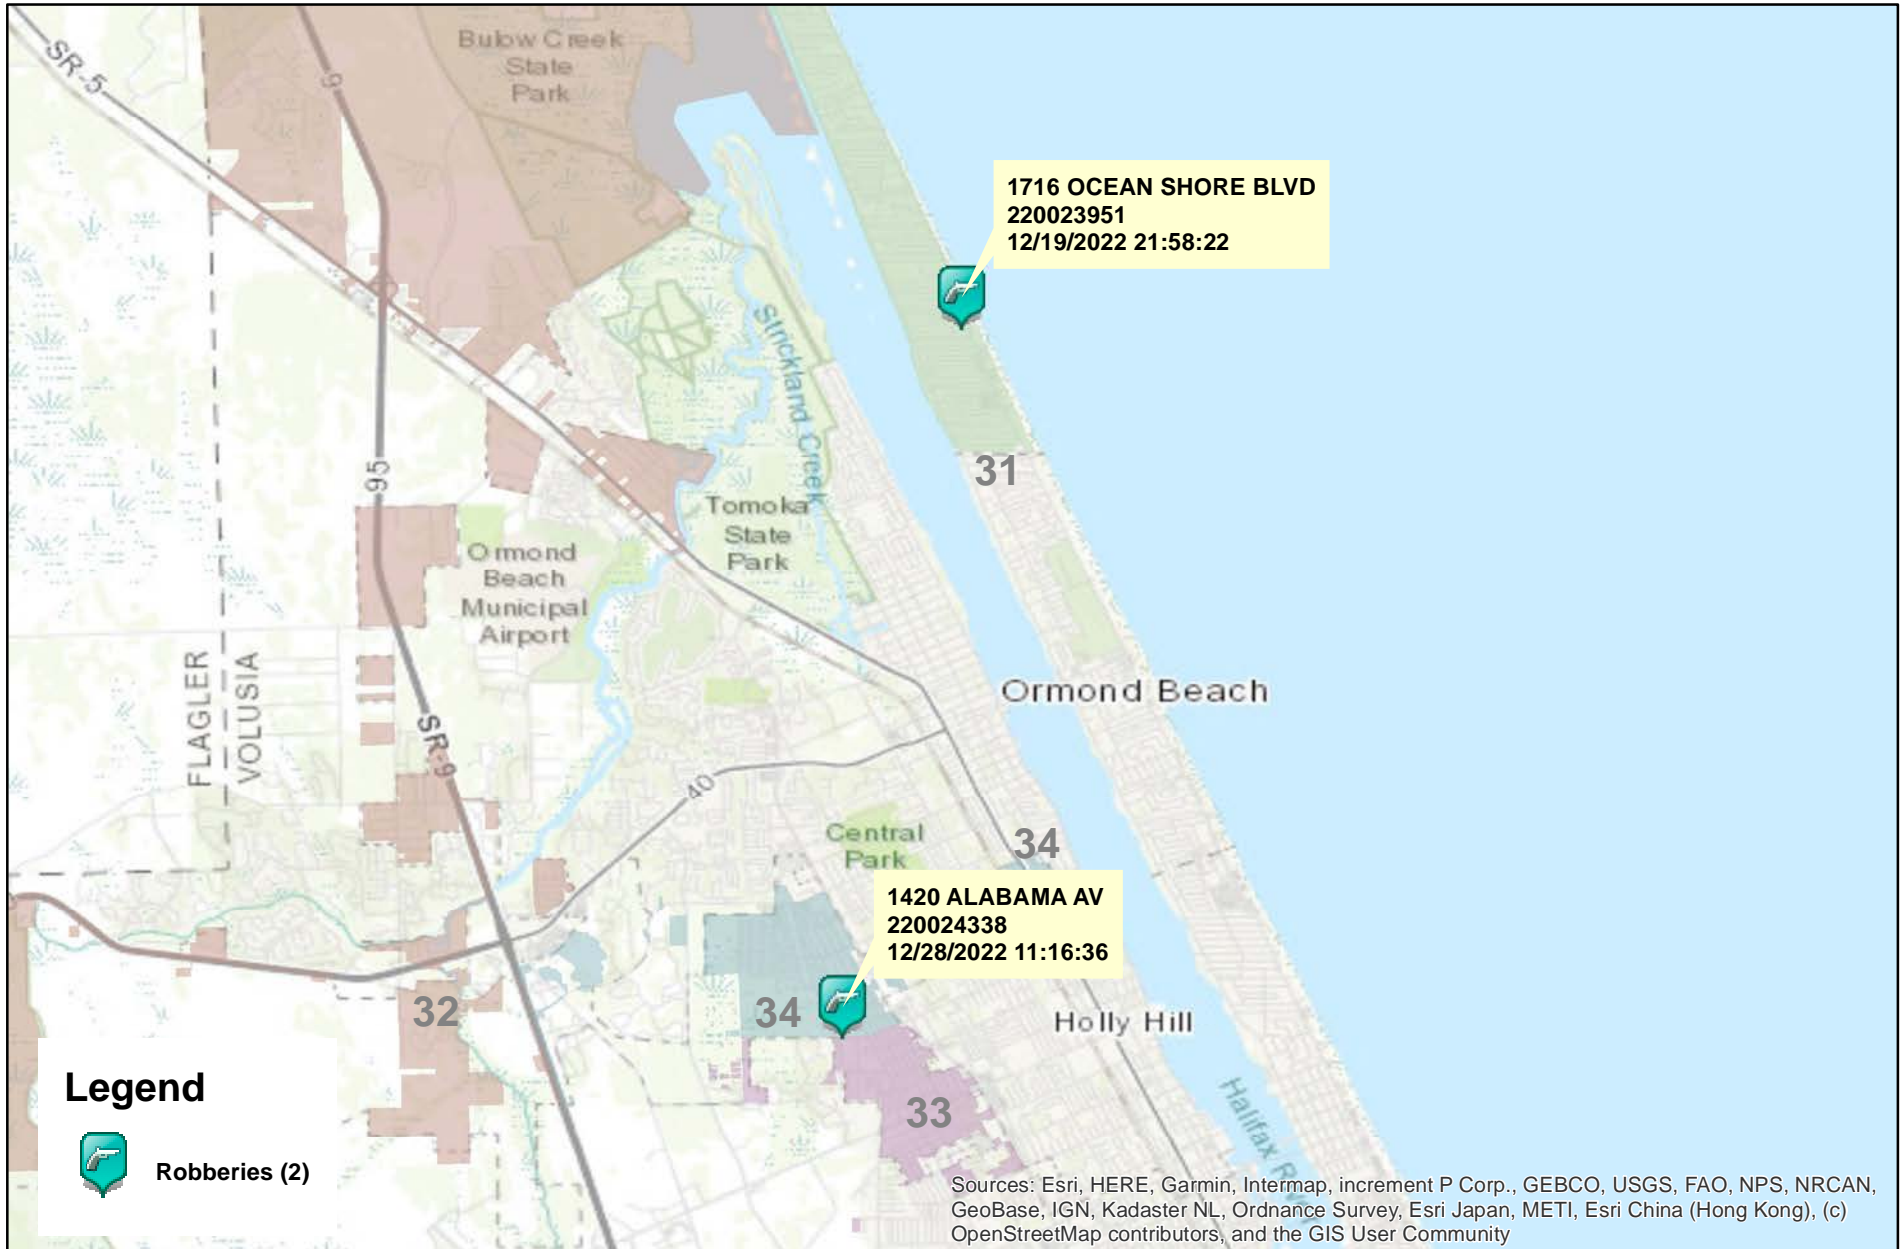 SR-5
9
Bulow Creek
State
Park
1716 OCEAN SHORE BLVD
220023951
12/19/2022 21:58:22
Strickland Creek
95
31
Tomoka
State
Park
Ormond
Beach
Municipal
Airport
FLAGLER
VOLUSIA
SR-9
Ormond Beach
40
Central
Park
34
1420 ALABAMA AV
220024338
12/28/2022 11:16:36
32
34
Holly Hill
33
Halifax River
Legend
Robberies (2)
Sources: Esri, HERE, Garmin, Intermap, increment P Corp., GEBCO, USGS, FAO, NPS, NRCAN,
GeoBase, IGN, Kadaster NL, Ordnance Survey, Esri Japan, METI, Esri China (Hong Kong), (c)
OpenStreetMap contributors, and the GIS User Community